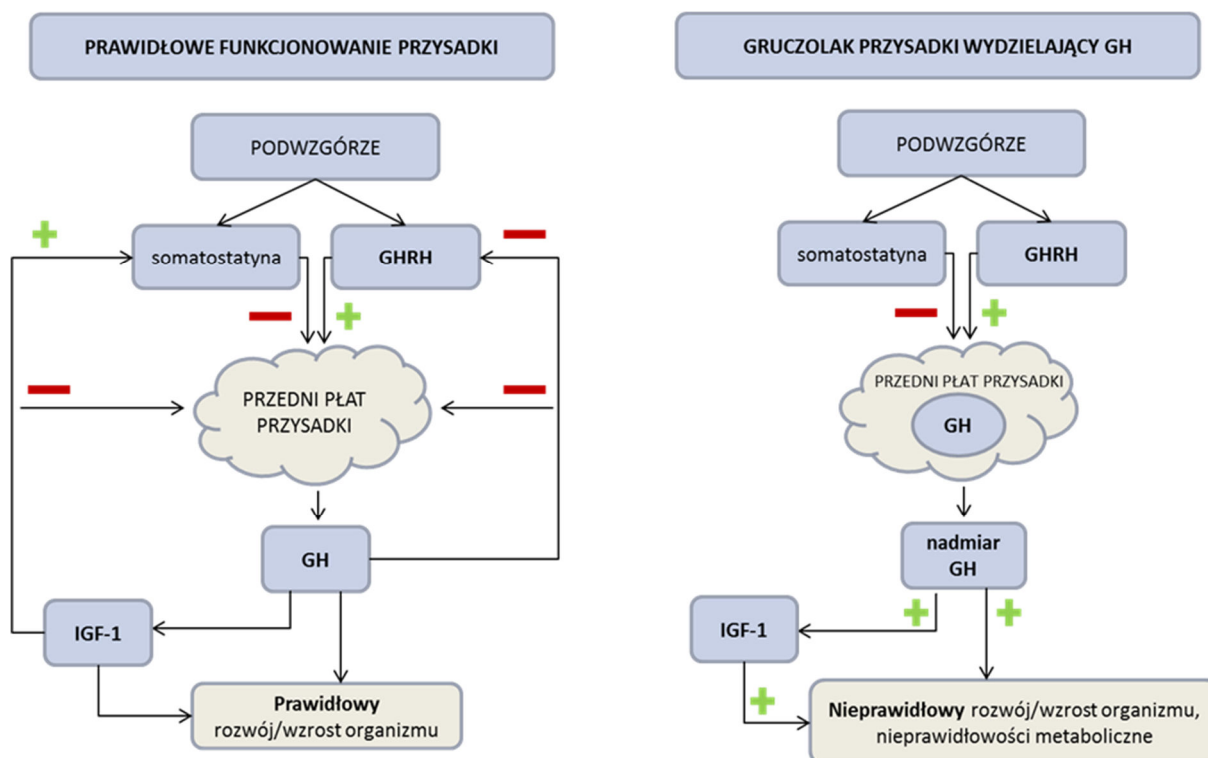 PRAWIDŁOWE FUNKCJONOWANIE PRZYSADKI
PODWZGÓRZE
+
somatostatyna
GHRH
−
−
+
−
PRZEDNI PŁAT
PRZYSADKI
−
GH
IGF-1
Prawidłowy
rozwój/wzrost organizmu
GRUCZOLAK PRZYSADKI WYDZIELAJĄCY GH
PODWZGÓRZE
somatostatyna
GHRH
−
+
PRZEDNI PŁAT PRZYSADKI
GH
nadmiar
GH
+
+
IGF-1
+
Nieprawidłowy rozwój/wzrost organizmu,
nieprawidłowości metaboliczne